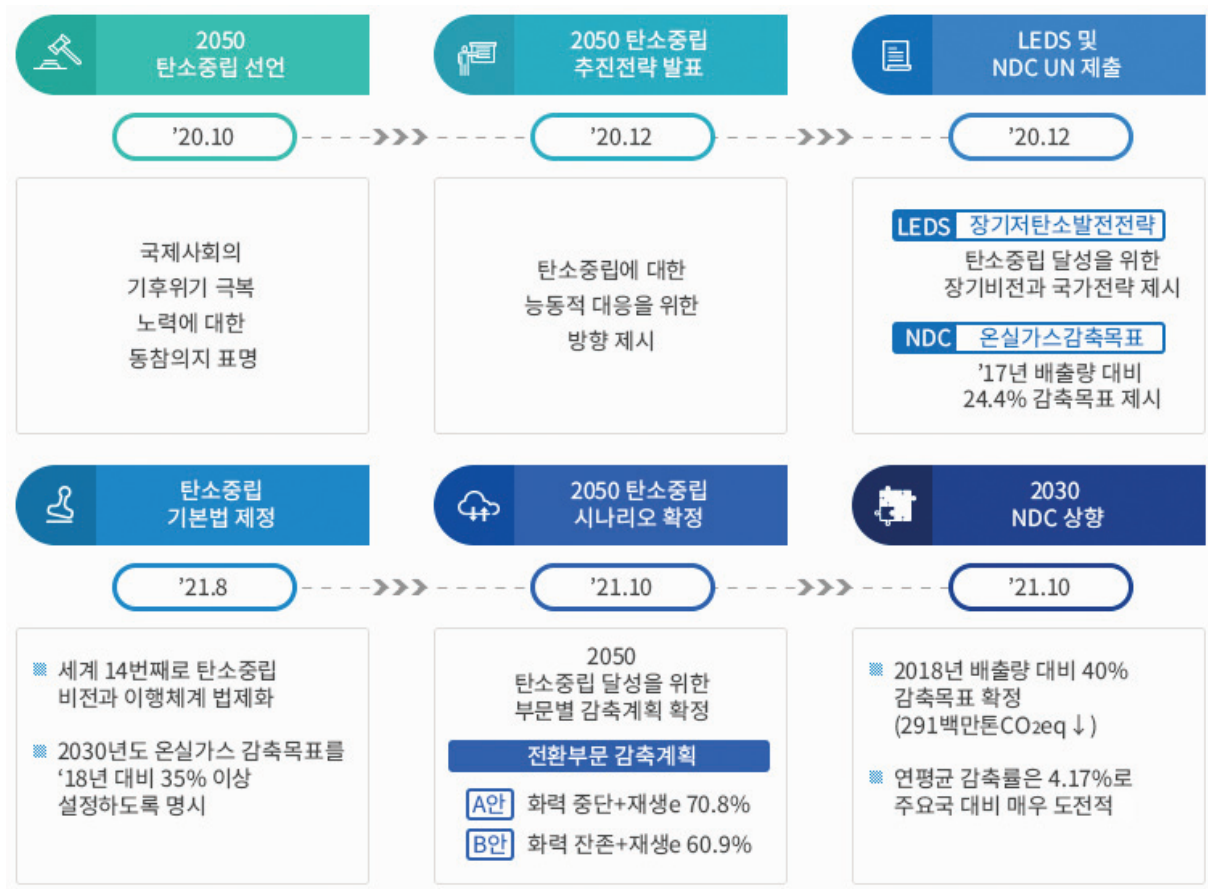 2050
탄소중립 선언
’20.10
국제사회의
기후위기 극복
노력에 대한
동참의지 표명
2050 탄소중립
추진전략 발표
’20.12
탄소중립에 대한
능동적 대응을 위한
방향 제시
LEDS 및
NDC UN 제출
’20.12
LEDS 장기저탄소발전전략
탄소중립 달성을 위한
장기비전과 국가전략 제시
NDC 온실가스감축목표
’17년 배출량 대비
24.4% 감축목표 제시
탄소중립
기본법 제정
’21.8
세계 14번째로 탄소중립
비전과 이행체계 법제화
2030년도 온실가스 감축목표를
‘18년 대비 35% 이상
설정하도록 명시
2050 탄소중립
시나리오 확정
’21.10
2050
탄소중립 달성을 위한
부문별 감축계획 확정
전환부문 감축계획
A안 화력 중단+재생e 70.8%
B안 화력 잔존+재생e 60.9%
2030
NDC 상향
’21.10
2018년 배출량 대비 40%
감축목표 확정
(291백만톤CO₂eq↓)
연평균 감축률은 4.17%로
주요국 대비 매우 도전적